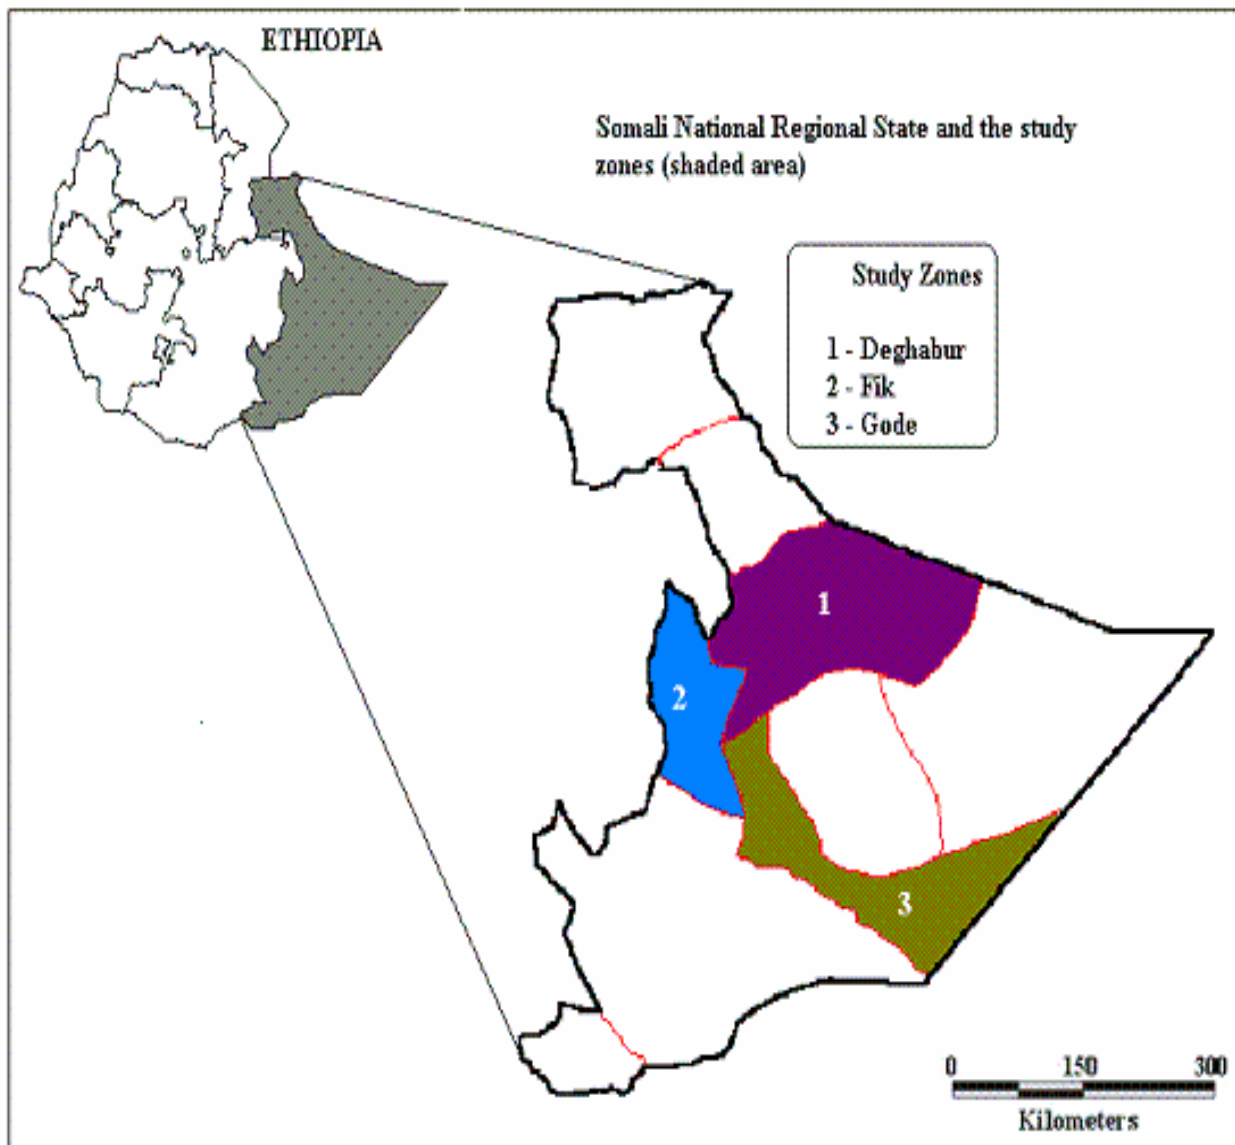 ETHIOPIA
Somali National Regional State and the study
zones (shaded area)
Study Zones
1 - Deghabur
2 - Fik
3 - Gode
1
2
3
0 150 300
Kilometers